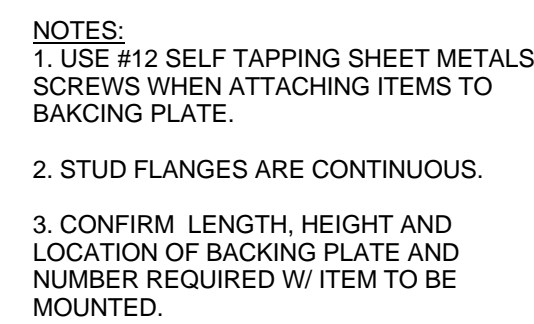 NOTES:
1. USE #12 SELF TAPPING SHEET METALS
SCREWS WHEN ATTACHING ITEMS TO
BAKCING PLATE.
2. STUD FLANGES ARE CONTINUOUS.
3. CONFIRM LENGTH, HEIGHT AND
LOCATION OF BACKING PLATE AND
NUMBER REQUIRED W/ ITEM TO BE
MOUNTED.